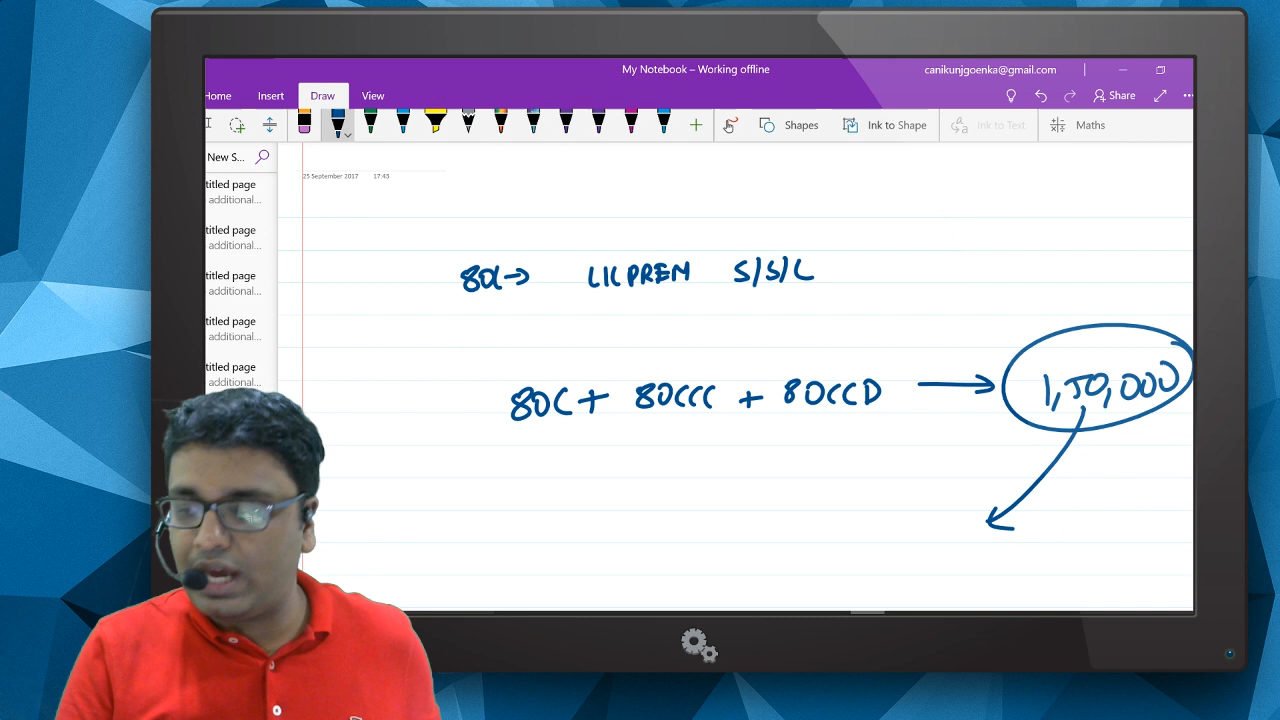 My Notebook – Working offline
canikunjgoenka@gmail.com
Home Insert Draw View
Share
Shapes Ink to Shape Ink to Text Maths
New S...
titled page
additional...
titled page
additional...
titled page
additional...
titled page
additional...
titled page
additional...
25 September 2017 17:43
80C → LIC PREM S/S/L
80C + 80CCC + 80CCD → 1,50,000